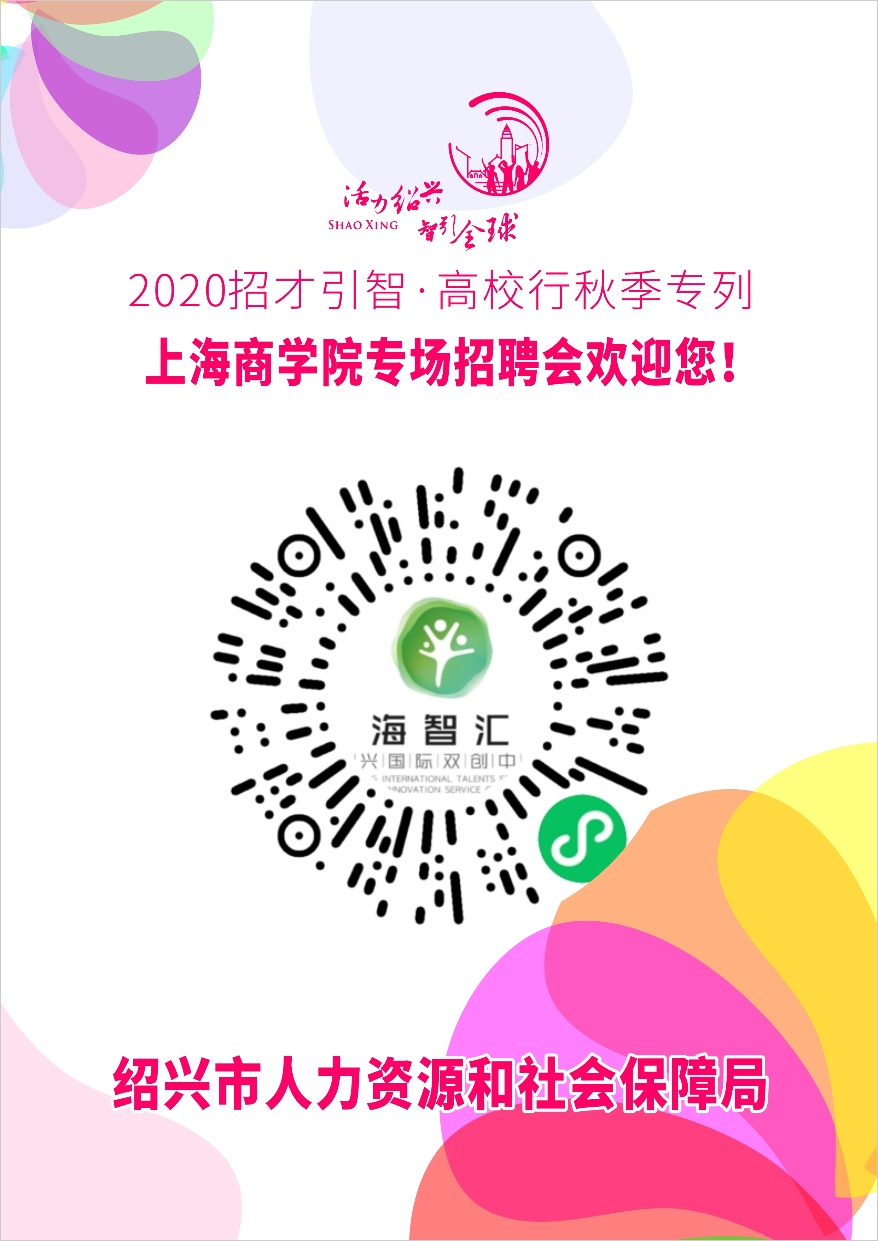 活力绍兴
SHAO XING
智引全球
2020招才引智·高校行秋季专列
上海商学院专场招聘会欢迎您！
海智汇
兴国际双创中
INTERNATIONAL TALENTS
INNOVATION SERVICE
绍兴市人力资源和社会保障局